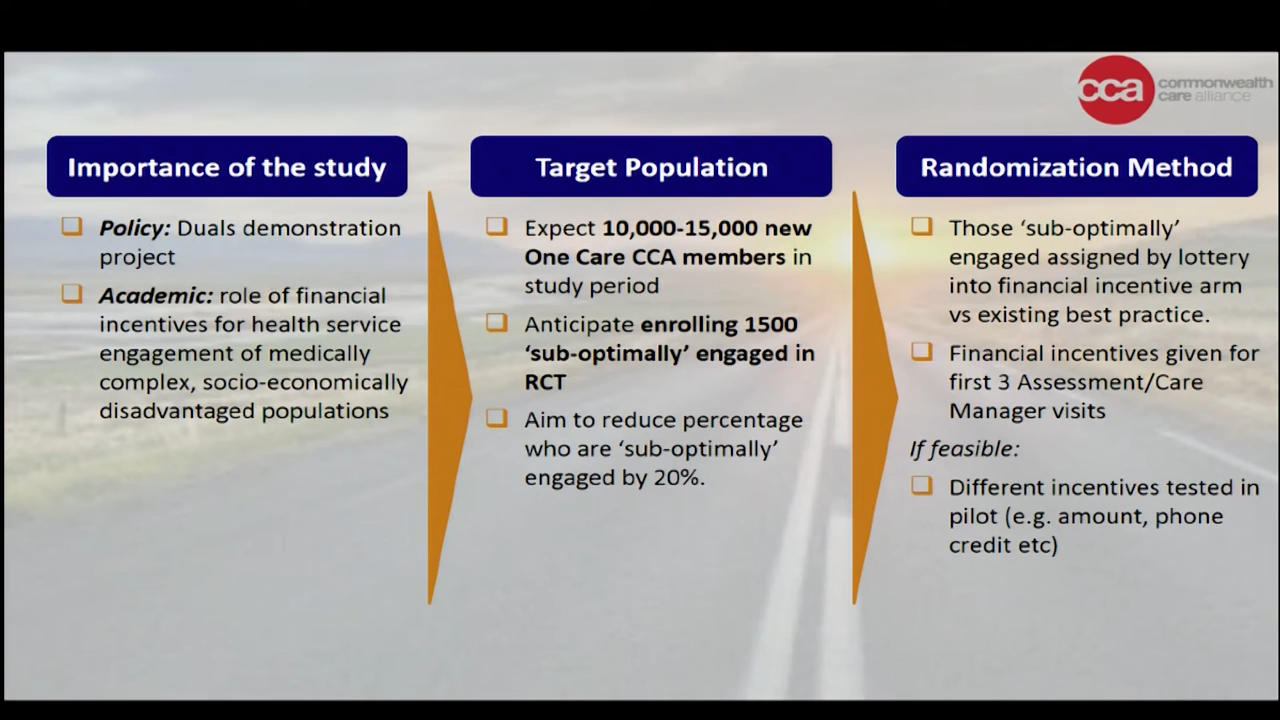 cca commonwealth
care alliance
Importance of the study
Policy: Duals demonstration
project
Academic: role of financial
incentives for health service
engagement of medically
complex, socio-economically
disadvantaged populations
Target Population
Expect 10,000-15,000 new
One Care CCA members in
study period
Anticipate enrolling 1500
‘sub-optimally’ engaged in
RCT
Aim to reduce percentage
who are ‘sub-optimally’
engaged by 20%.
Randomization Method
Those ‘sub-optimally’
engaged assigned by lottery
into financial incentive arm
vs existing best practice.
Financial incentives given for
first 3 Assessment/Care
Manager visits
If feasible:
Different incentives tested in
pilot (e.g. amount, phone
credit etc)